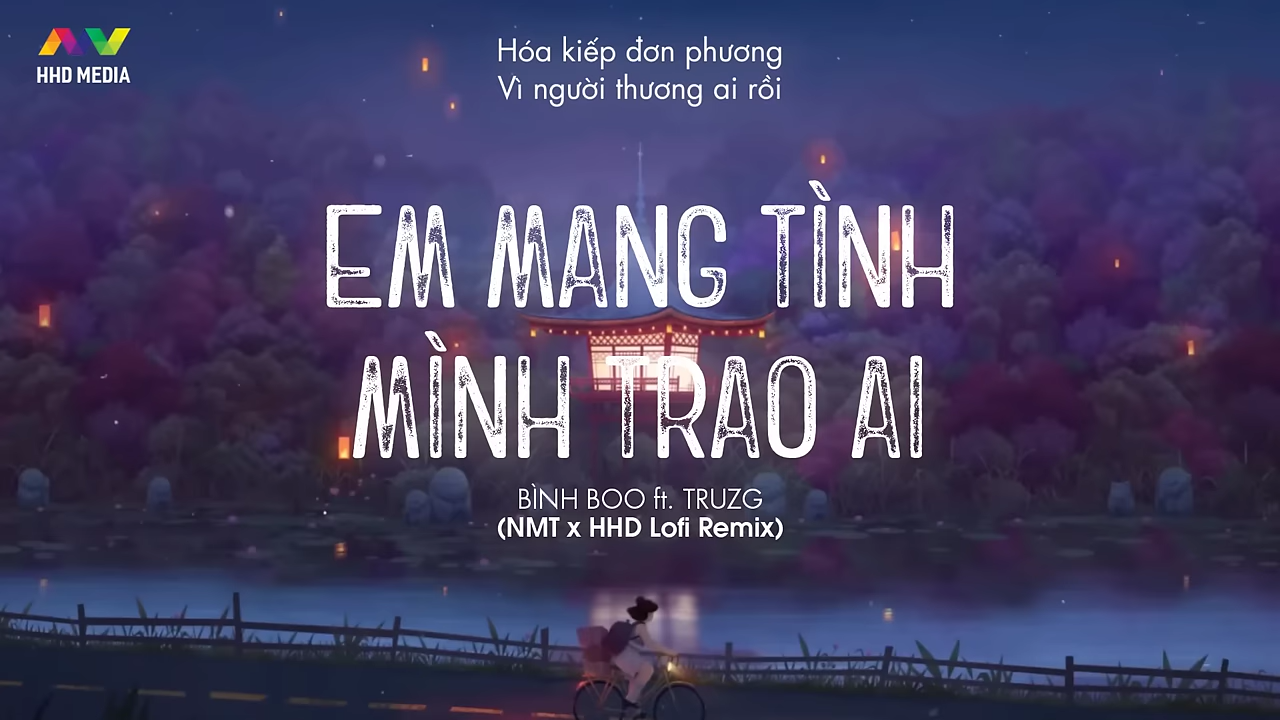 HHD MEDIA
Hóa kiếp đơn phương
Vì người thương ai rồi
EM MANG TÌNH
MÌNH TRAO AI
BÌNH BOO ft. TRUZG
(NMT x HHD Lofi Remix)